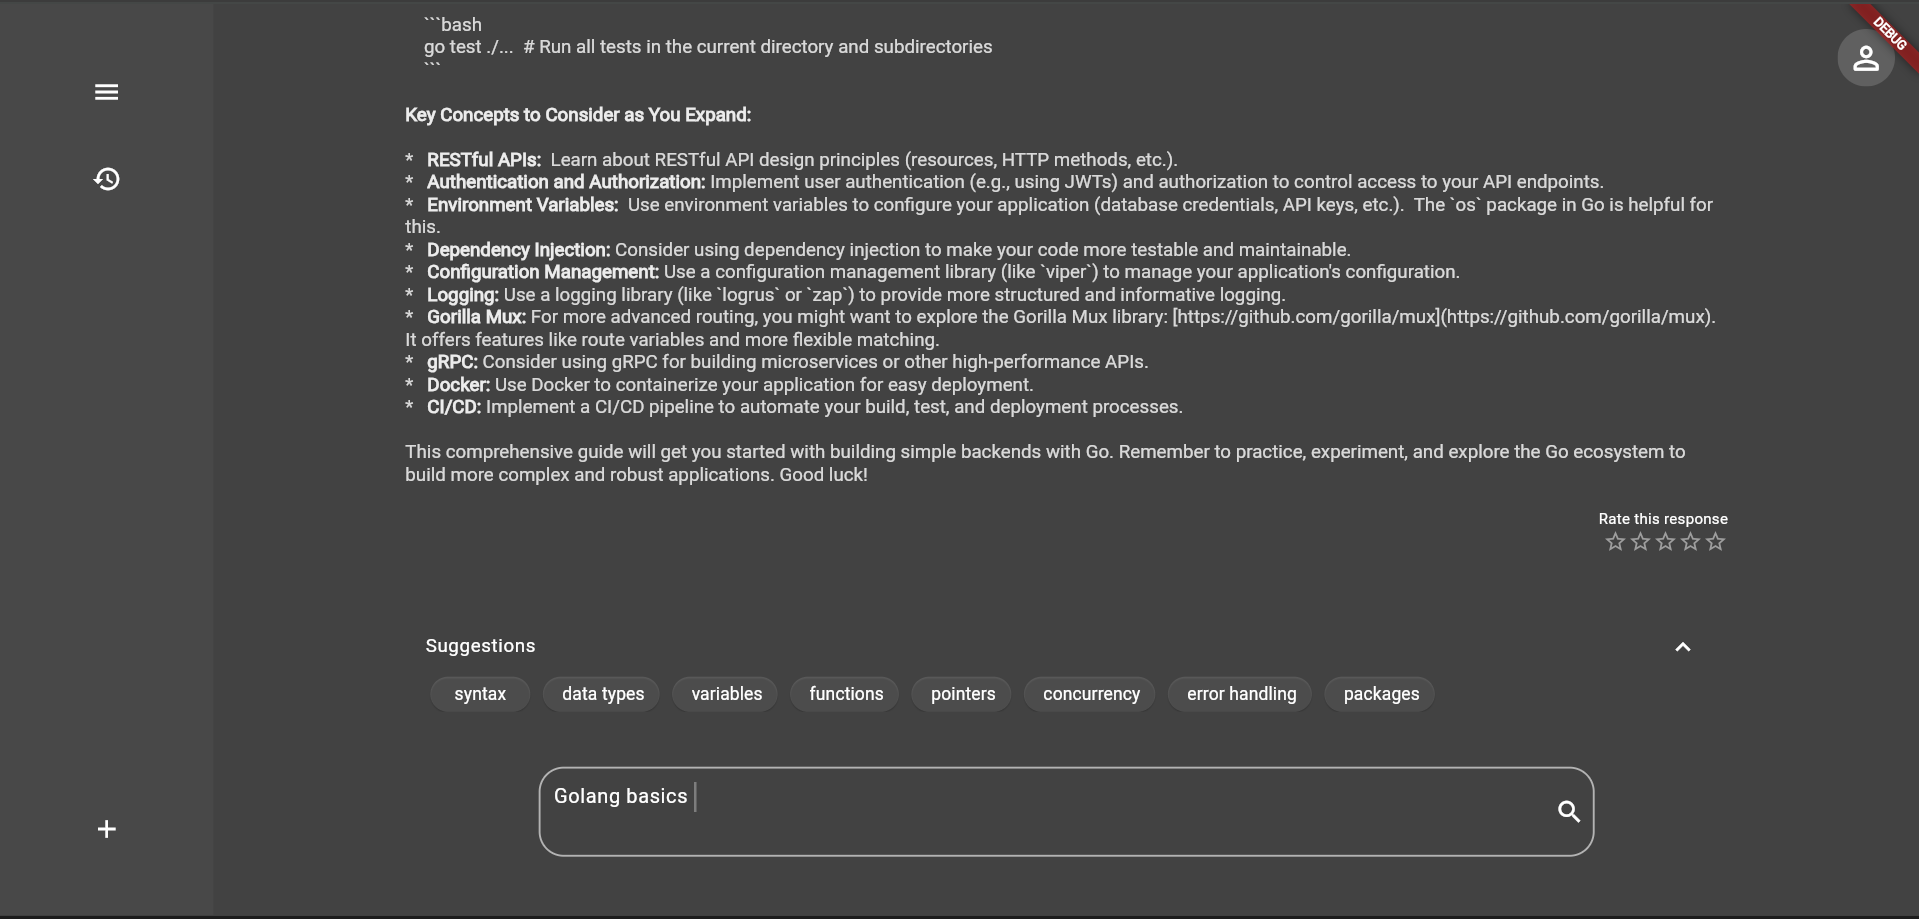 ```bash
go test ./...  # Run all tests in the current directory and subdirectories
```
DEBUG
Key Concepts to Consider as You Expand:
*   RESTful APIs:  Learn about RESTful API design principles (resources, HTTP methods, etc.).
*   Authentication and Authorization: Implement user authentication (e.g., using JWTs) and authorization to control access to your API endpoints.
*   Environment Variables:  Use environment variables to configure your application (database credentials, API keys, etc.).  The `os` package in Go is helpful for
this.
*   Dependency Injection: Consider using dependency injection to make your code more testable and maintainable.
*   Configuration Management: Use a configuration management library (like `viper`) to manage your application's configuration.
*   Logging: Use a logging library (like `logrus` or `zap`) to provide more structured and informative logging.
*   Gorilla Mux: For more advanced routing, you might want to explore the Gorilla Mux library: [https://github.com/gorilla/mux](https://github.com/gorilla/mux).
It offers features like route variables and more flexible matching.
*   gRPC: Consider using gRPC for building microservices or other high-performance APIs.
*   Docker: Use Docker to containerize your application for easy deployment.
*   CI/CD: Implement a CI/CD pipeline to automate your build, test, and deployment processes.
This comprehensive guide will get you started with building simple backends with Go. Remember to practice, experiment, and explore the Go ecosystem to
build more complex and robust applications. Good luck!
Rate this response
Suggestions
syntax data types variables functions pointers concurrency error handling packages
Golang basics